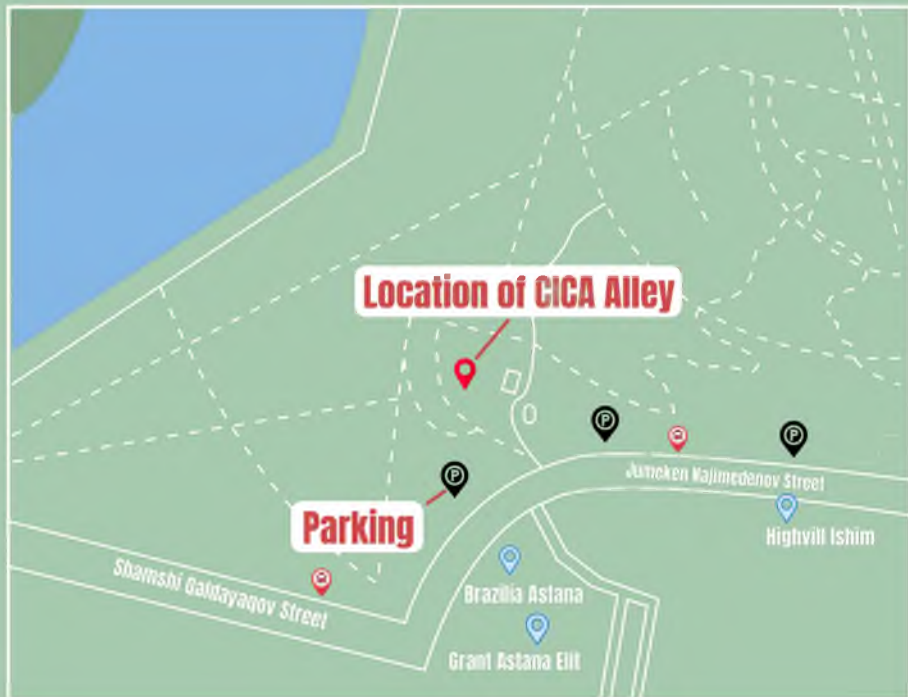 Location of CICA Alley
P
P
Jumeken Najimedenov Street
P
Highvill Ishim
Parking
Shamshi Galdayaqov Street
Brazilia Astana
Grant Astana Elit